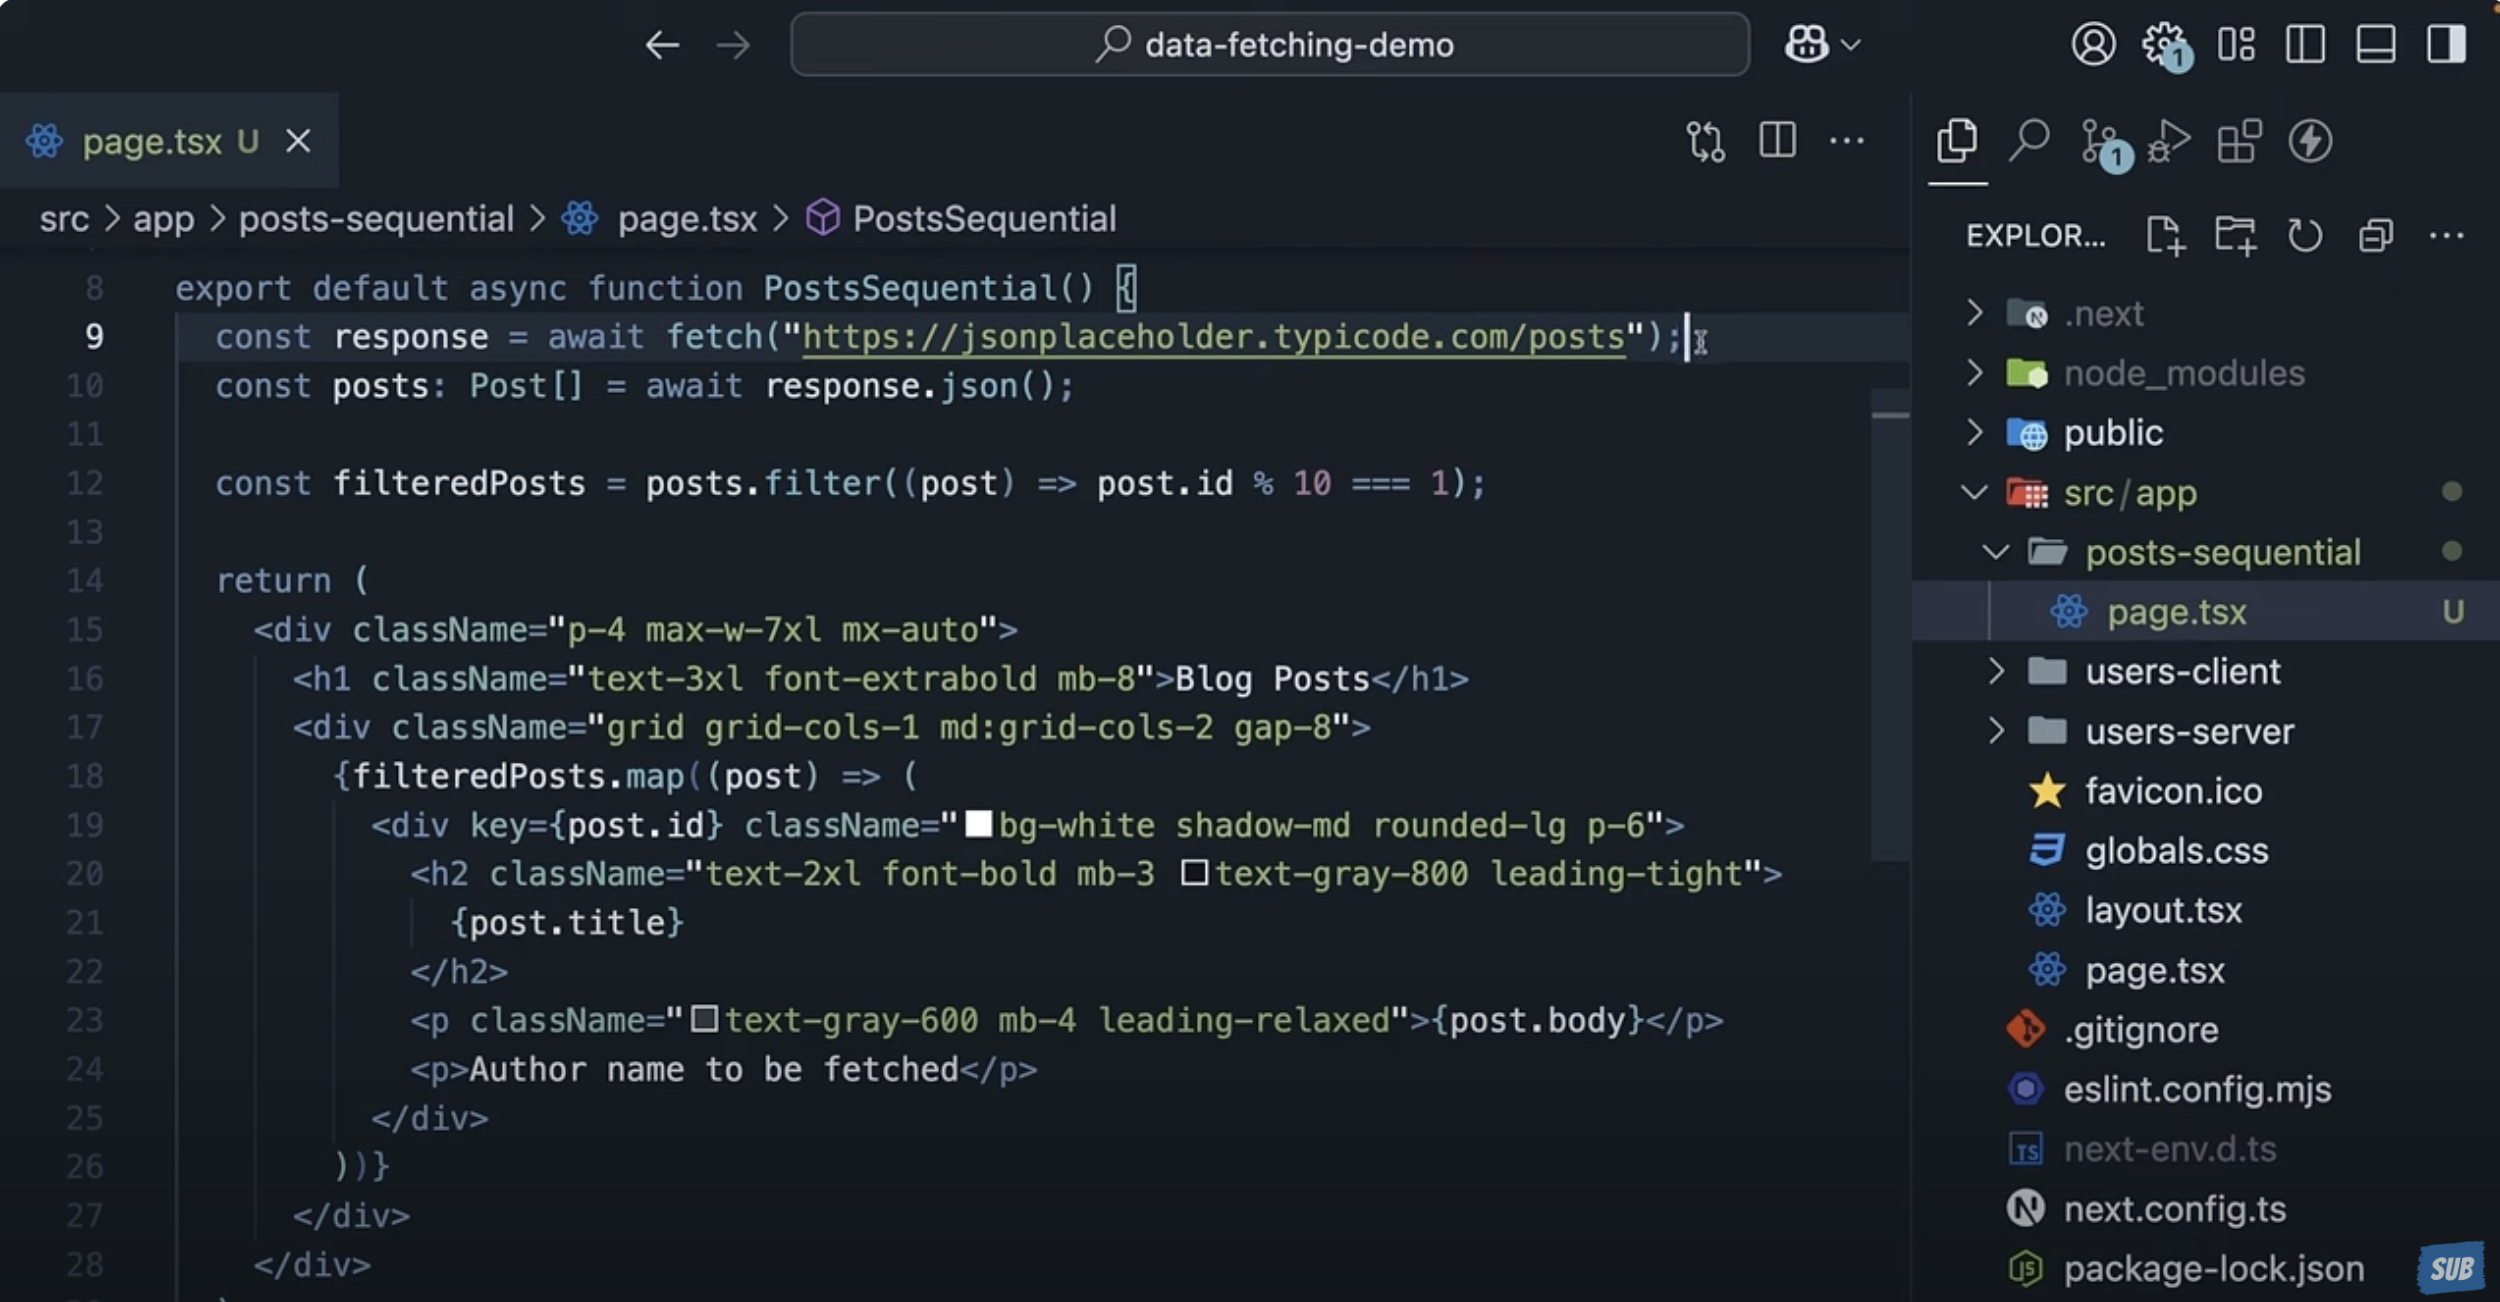 data-fetching-demo
1
page.tsx U
1
src > app > posts-sequential > page.tsx > PostsSequential
EXPLOR...
8 export default async function PostsSequential() {
9 const response = await fetch("https://jsonplaceholder.typicode.com/posts");
10 const posts: Post[] = await response.json();
11
12 const filteredPosts = posts.filter((post) => post.id % 10 === 1);
13
14 return (
15 <div className="p-4 max-w-7xl mx-auto">
16 <h1 className="text-3xl font-extrabold mb-8">Blog Posts</h1>
17 <div className="grid grid-cols-1 md:grid-cols-2 gap-8">
18 {filteredPosts.map((post) => (
19 <div key={post.id} className="bg-white shadow-md rounded-lg p-6">
20 <h2 className="text-2xl font-bold mb-3 text-gray-800 leading-tight">
21 {post.title}
22 </h2>
23 <p className="text-gray-600 mb-4 leading-relaxed">{post.body}</p>
24 <p>Author name to be fetched</p>
25 </div>
26 ))}
27 </div>
28 </div>
.next
node_modules
public
src/app
posts-sequential
page.tsx U
users-client
users-server
favicon.ico
globals.css
layout.tsx
page.tsx
.gitignore
eslint.config.mjs
TS next-env.d.ts
N next.config.ts
JS package-lock.json
SUB